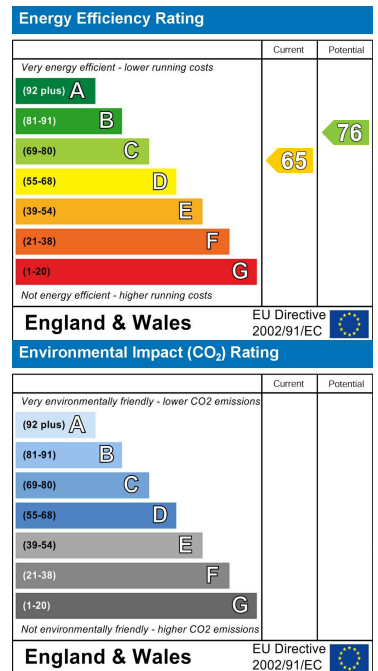 Energy Efficiency Rating
Current Potential
Very energy efficient - lower running costs
(92 plus) A
(81-91) B
(69-80) C
(55-68) D
(39-54) E
(21-38) F
(1-20) G
65
76
Not energy efficient - higher running costs
England & Wales
EU Directive
2002/91/EC
Environmental Impact (CO₂) Rating
Current Potential
Very environmentally friendly - lower CO2 emissions
(92 plus) A
(81-91) B
(69-80) C
(55-68) D
(39-54) E
(21-38) F
(1-20) G
Not environmentally friendly - higher CO2 emissions
England & Wales
EU Directive
2002/91/EC